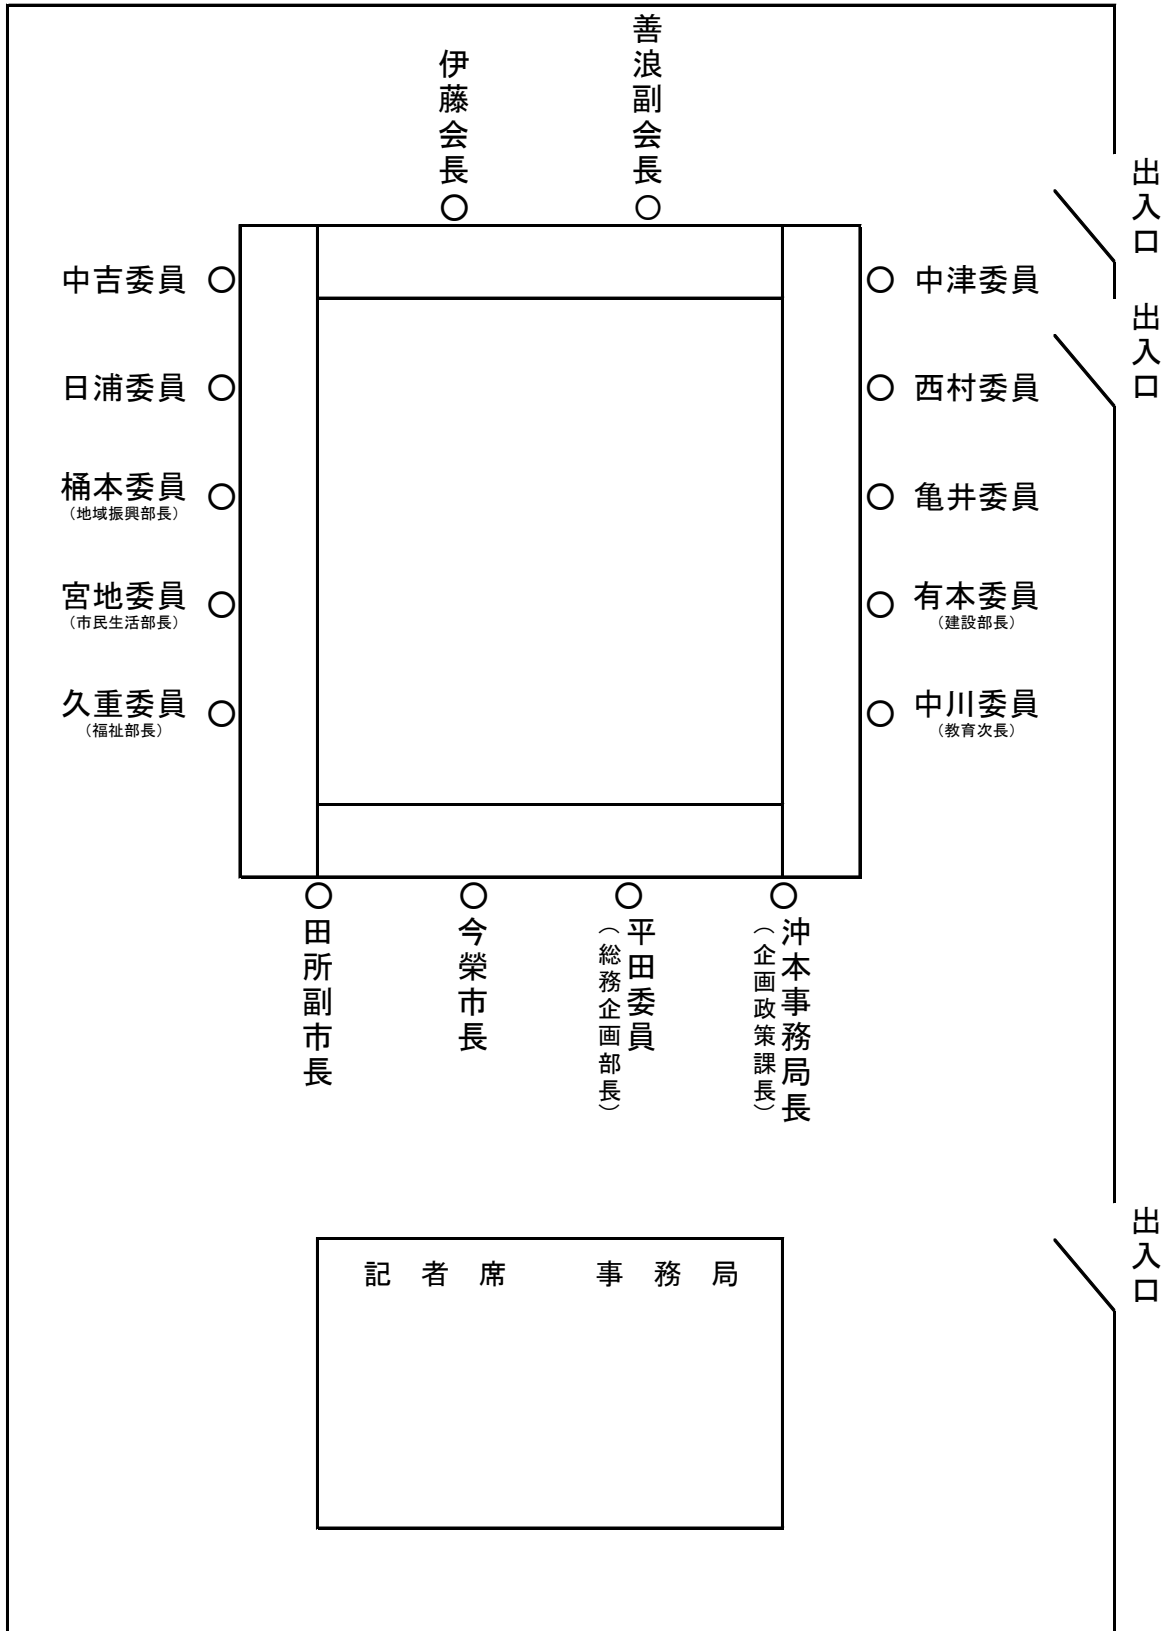 伊藤会長
善浪副会長
出入口
出入口
中吉委員
中津委員
日浦委員
西村委員
桶本委員
（地域振興部長）
亀井委員
宮地委員
（市民生活部長）
有本委員
（建設部長）
久重委員
（福祉部長）
中川委員
（教育次長）
田所副市長
今榮市長
平田委員
（総務企画部長）
沖本事務局長
（企画政策課長）
出入口
記者席
事務局